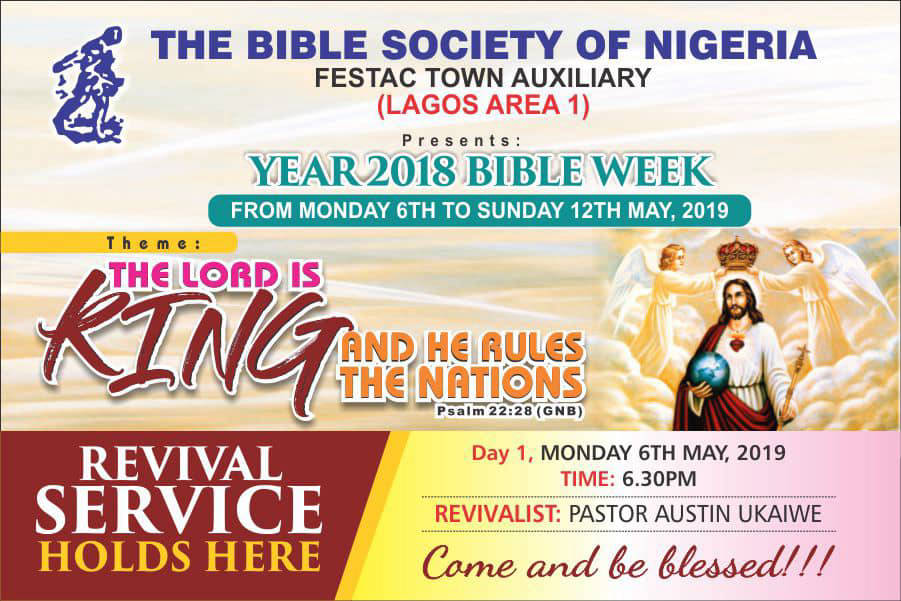 THE BIBLE SOCIETY OF NIGERIA
FESTAC TOWN AUXILIARY
(LAGOS AREA 1)
Presents:
YEAR 2018 BIBLE WEEK
FROM MONDAY 6TH TO SUNDAY 12TH MAY, 2019
Theme:
THE LORD IS
KING
AND HE RULES
THE NATIONS
Psalm 22:28 (GNB)
REVIVAL
SERVICE
HOLDS HERE
Day 1, MONDAY 6TH MAY, 2019
TIME: 6.30PM
REVIVALIST: PASTOR AUSTIN UKAIWE
Come and be blessed!!!